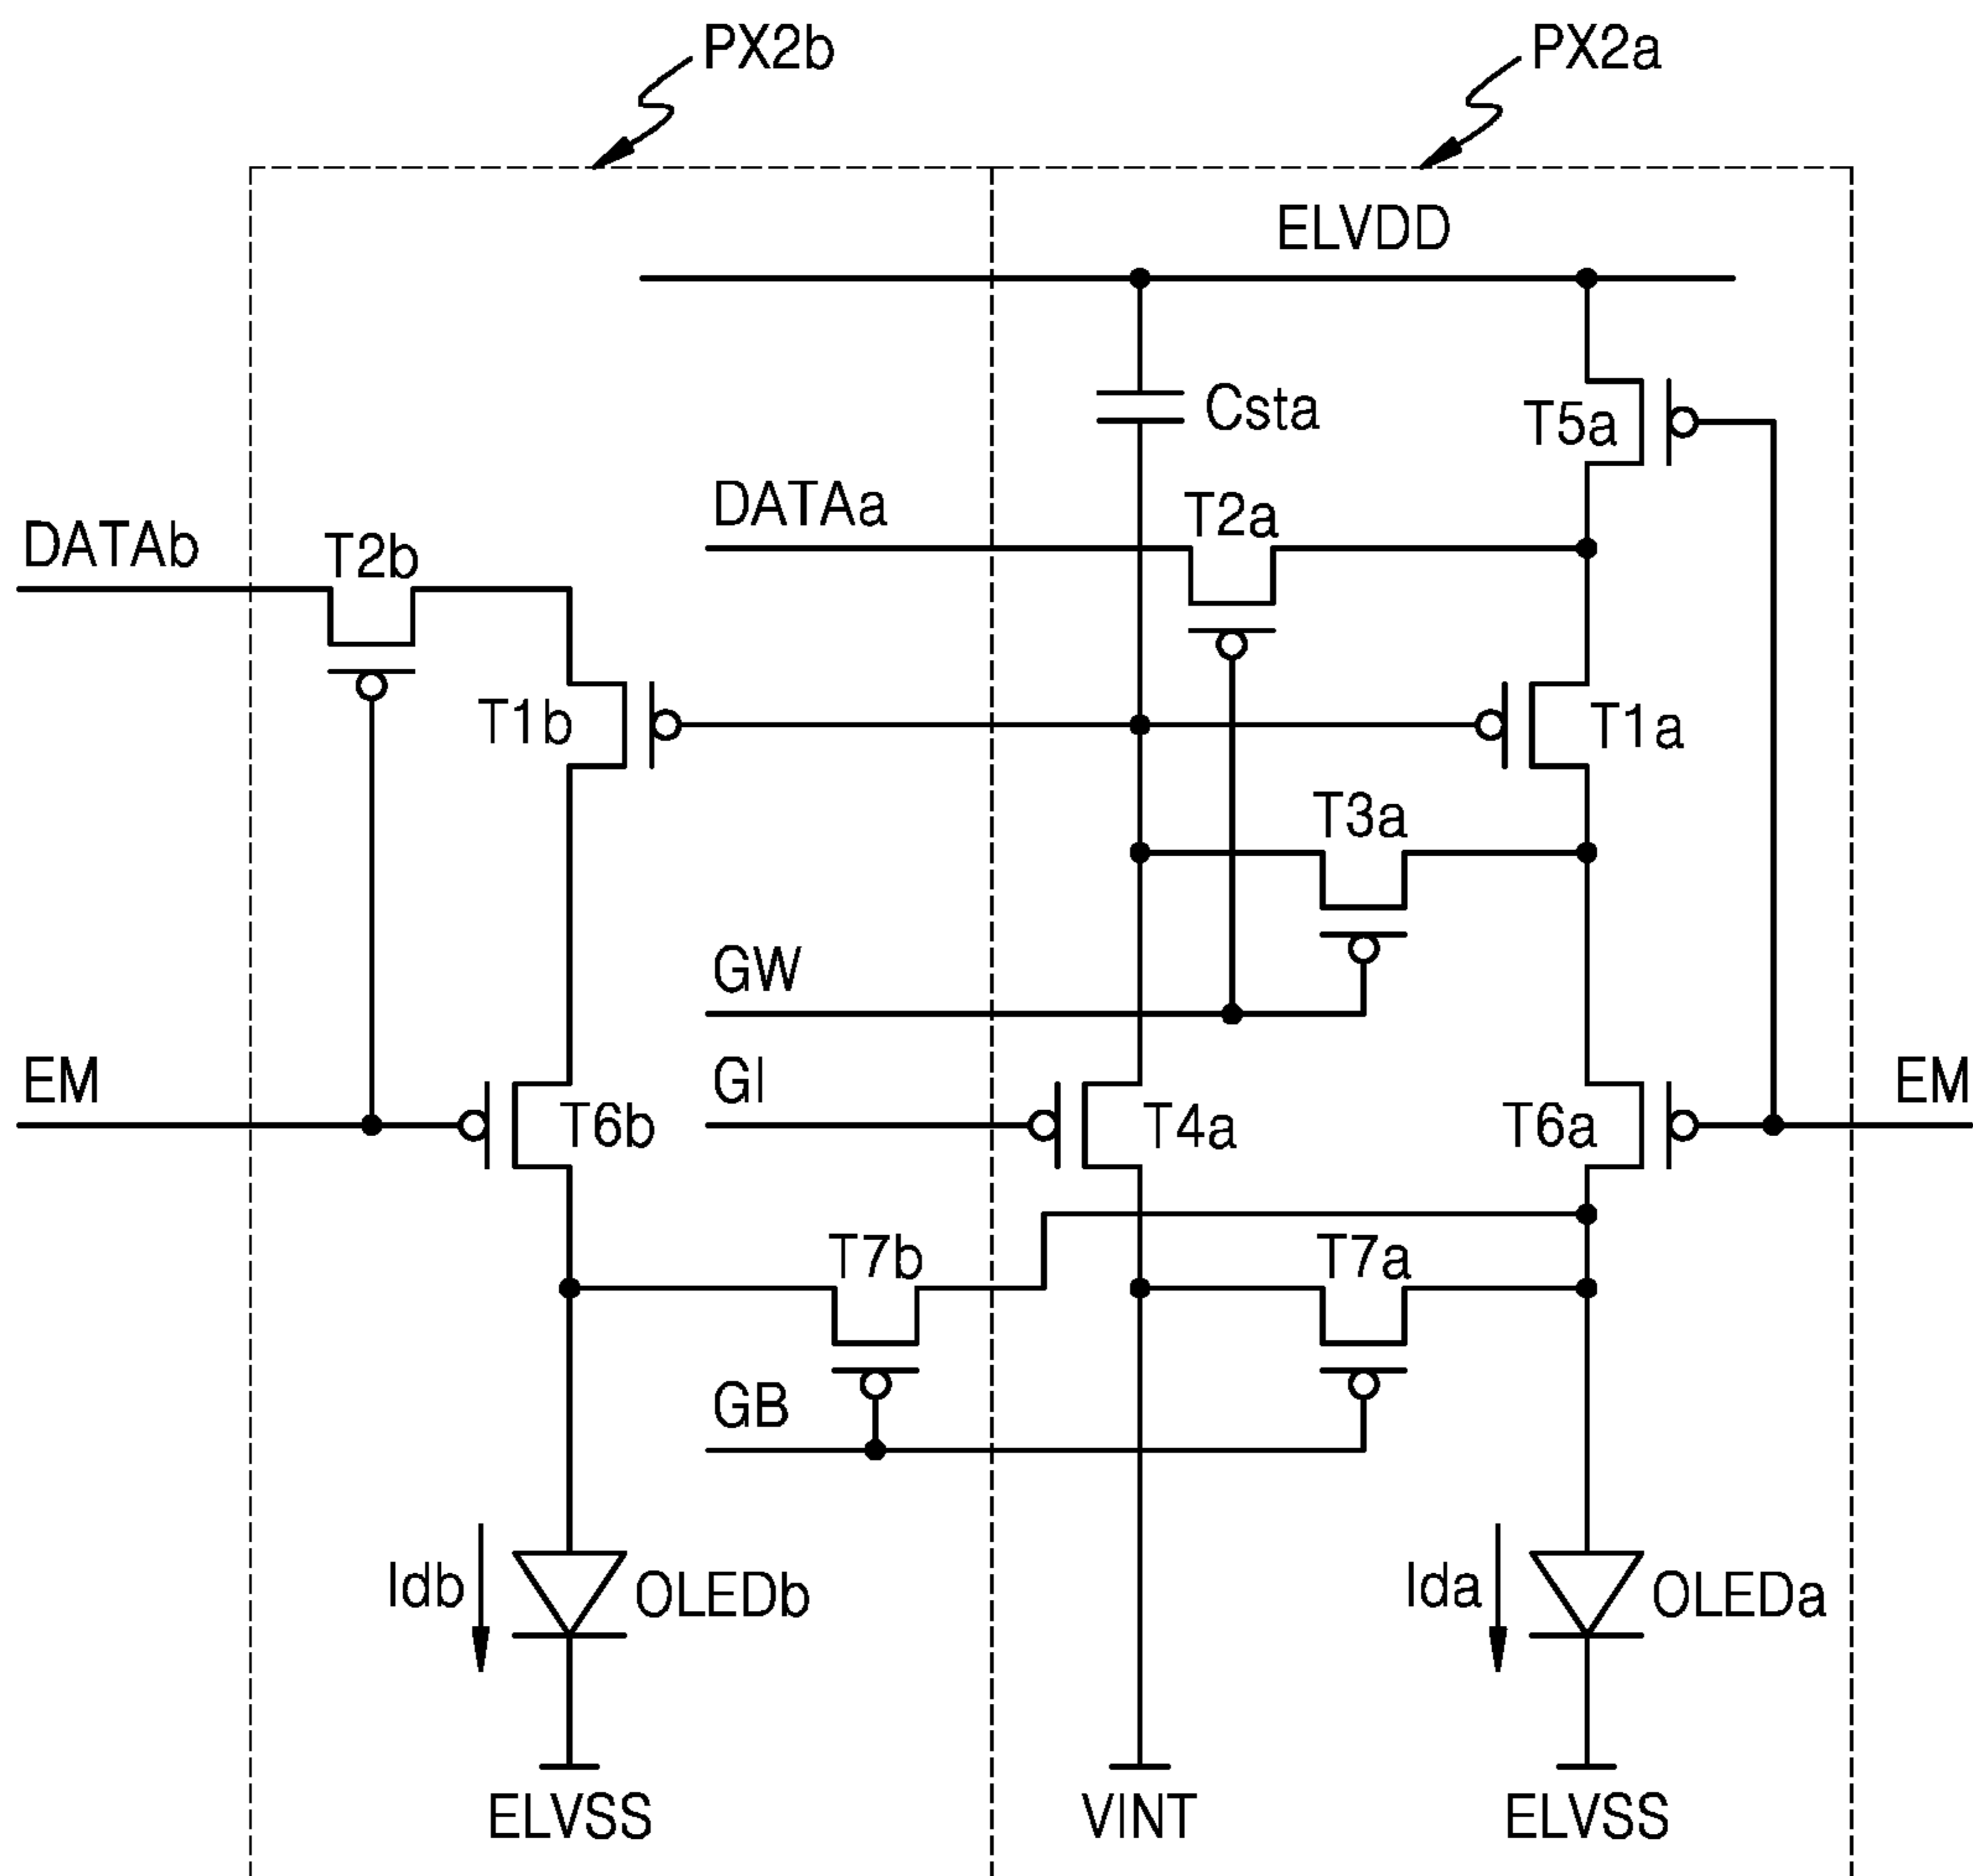 PX2b
PX2a
ELVDD
Csta
T5a
DATAa
T2a
DATAb
T2b
T1b
T1a
T3a
GW
EM
GI
EM
T6b
T4a
T6a
T7b
T7a
GB
Idb
OLEDb
Ida
OLEDa
ELVSS
VINT
ELVSS